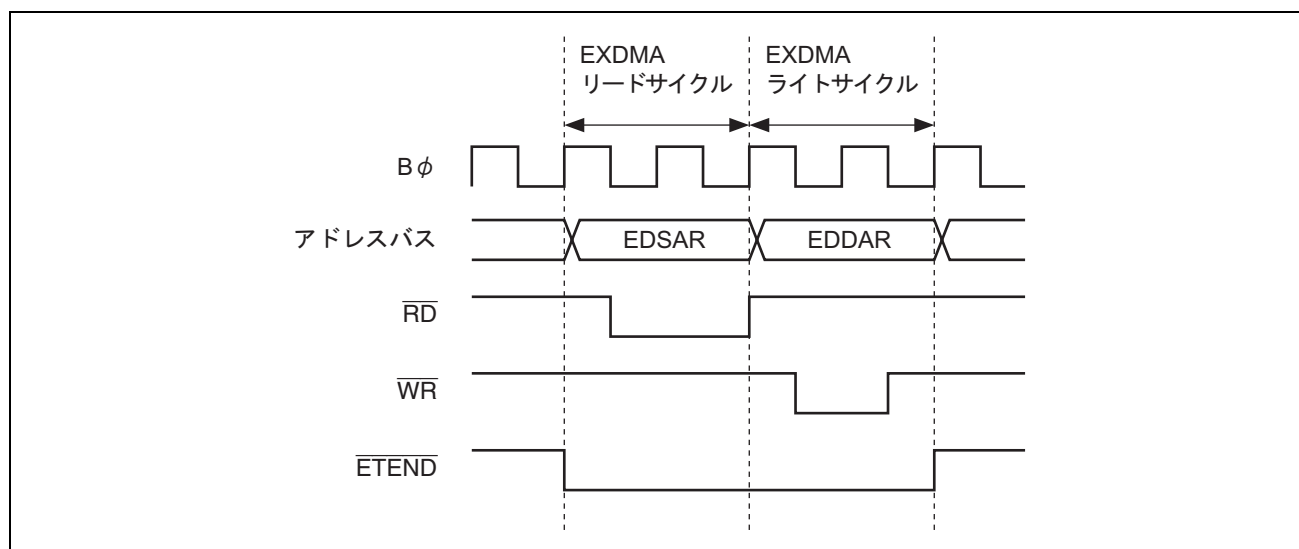 EXDMA
リードサイクル
EXDMA
ライトサイクル
Bφ
アドレスバス
EDSAR
EDDAR
RD
WR
ETEND